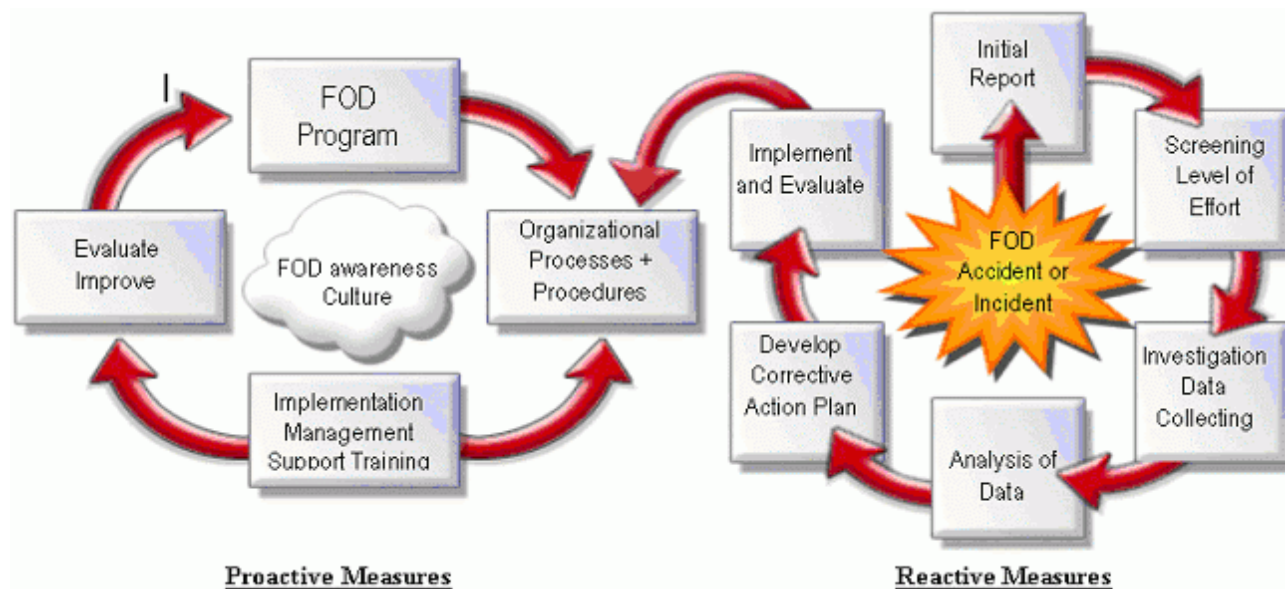 FOD
Program
Evaluate
Improve
FOD awareness
Culture
Organizational
Processes +
Procedures
Implementation
Management
Support Training
Proactive Measures
Initial
Report
Implement
and Evaluate
Screening
Level of
Effort
FOD
Accident or
Incident
Develop
Corrective
Action Plan
Investigation
Data
Collecting
Analysis of
Data
Reactive Measures